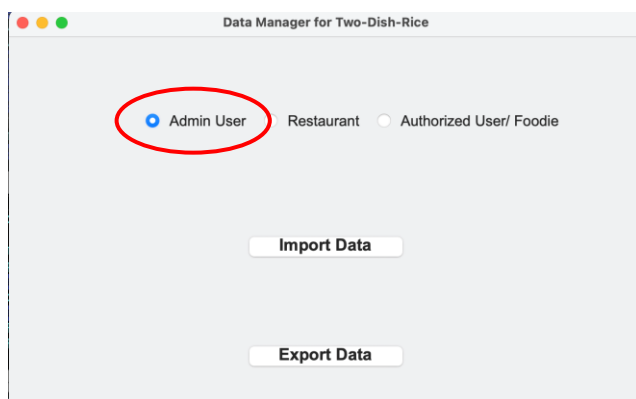 Data Manager for Two-Dish-Rice
Admin User Restaurant Authorized User/ Foodie
Import Data
Export Data